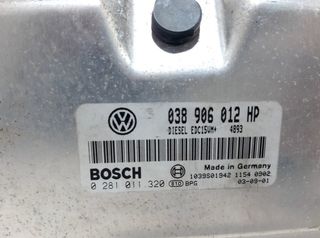 038 906 012 HP
DIESEL EDC15VM+ 4893
BOSCH
Made in Germany
1039S01942 1154 0902
0 281 011 320 E10 BPG 03-09-01